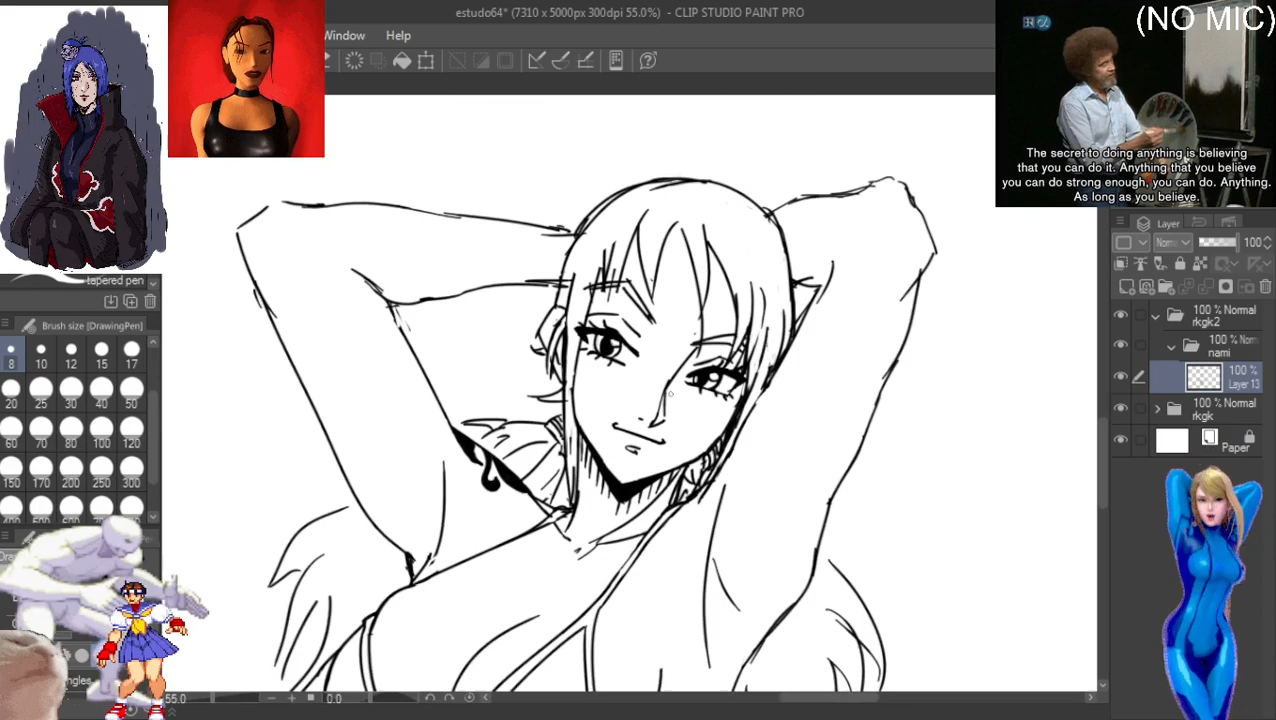 estudo64* (7310 x 5000px 300dpi 55.0%) - CLIP STUDIO PAINT PRO
(NO MIC)
Window Help
The secret to doing anything is believing
that you can do it. Anything that you believe
you can do strong enough, you can do. Anything.
As long as you believe.
Layer
Norma 100
tapered pen
Brush size [DrawingPen]
8 10 12 15 17
20 25 30 40 50
60 70 80 100 120
150 170 200 250 300
100 % Normal
rkgk2
100 % Norm
nami
100 %
Layer 13
100 % Normal
rkgk
Paper
55.0 0.0